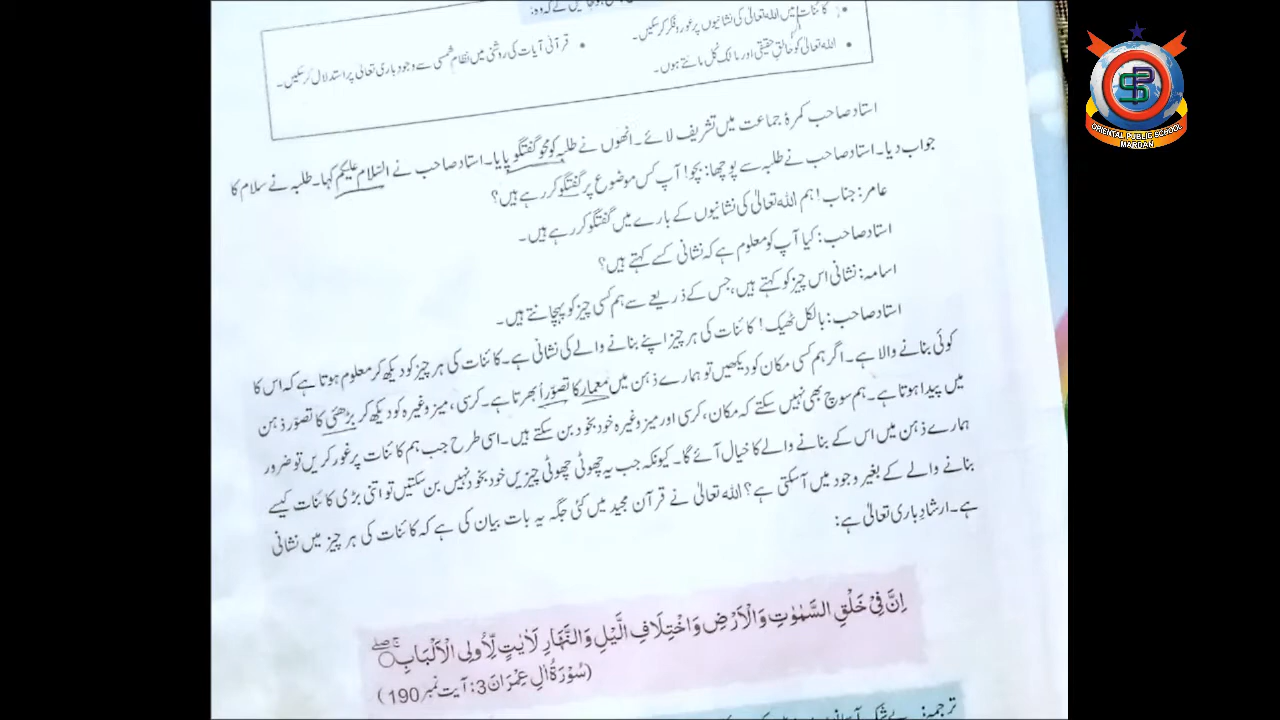 کائنات میں اللہ تعالیٰ کی نشانیوں پر غور و فکر کر سکیں۔
اللہ تعالیٰ کو خالقِ حقیقی اور مالک کُل مانتے ہوں۔
قرآنی آیات کی روشنی میں نظامِ شمسی سے وجودِ باری تعالیٰ پر استدلال کر سکیں۔
استاد صاحب کمرۂ جماعت میں تشریف لائے۔ انھوں نے طلبہ کو محوِ گفتگو پایا۔ استاد صاحب نے السّلام علیکم کہا۔ طلبہ نے سلام کا
جواب دیا۔ استاد صاحب نے طلبہ سے پوچھا: بچو! آپ کس موضوع پر گفتگو کر رہے ہیں؟
عامر: جناب! ہم اللہ تعالیٰ کی نشانیوں کے بارے میں گفتگو کر رہے ہیں۔
استاد صاحب: کیا آپ کو معلوم ہے کہ نشانی کسے کہتے ہیں؟
اسامہ: نشانی اس چیز کو کہتے ہیں، جس کے ذریعے سے ہم کسی چیز کو پہچانتے ہیں۔
استاد صاحب: بالکل ٹھیک! کائنات کی ہر چیز اپنے بنانے والے کی نشانی ہے۔ کائنات کی ہر چیز کو دیکھ کر معلوم ہوتا ہے کہ اس کا
کوئی بنانے والا ہے۔ اگر ہم کسی مکان کو دیکھیں تو ہمارے ذہن میں معمار کا تصوّر اُبھرتا ہے۔ کرسی، میز وغیرہ کو دیکھ کر بڑھئی کا تصوّر ذہن
میں پیدا ہوتا ہے۔ ہم سوچ بھی نہیں سکتے کہ مکان، کرسی اور میز وغیرہ خود بخود بن سکتے ہیں۔ اسی طرح جب ہم کائنات پر غور کریں تو ضرور
ہمارے ذہن میں اس کے بنانے والے کا خیال آئے گا۔ کیونکہ جب یہ چھوٹی چھوٹی چیزیں خود بخود نہیں بن سکتیں تو اتنی بڑی کائنات کیسے
بنانے والے کے بغیر وجود میں آسکتی ہے؟ اللہ تعالیٰ نے قرآن مجید میں کئی جگہ یہ بات بیان کی ہے کہ کائنات کی ہر چیز میں نشانی
ہے۔ ارشادِ باری تعالیٰ ہے:
اِنَّ فِیْ خَلْقِ السَّمٰوٰتِ وَالْاَرْضِ وَاخْتِلَافِ الَّیْلِ وَالنَّهَارِ لَاٰیٰتٍ لِّاُولِی الْاَلْبَابِ
(سُوْرَةُ اٰلِ عِمْرَانَ 3: آیت نمبر 190)
ترجمہ: بے شک
ORIENTAL PUBLIC SCHOOL
MARDAN